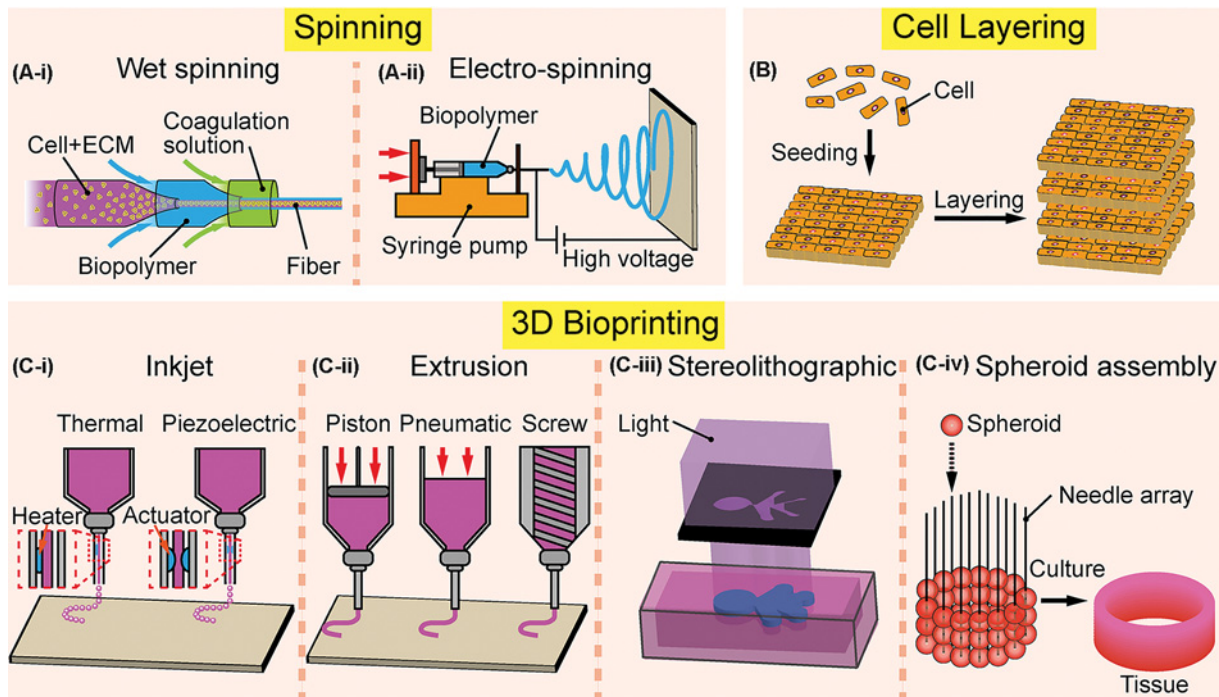 Spinning
(A-i)
Wet spinning
Cell+ECM
Coagulation
solution
Biopolymer
Fiber
(A-ii)
Electro-spinning
Biopolymer
Syringe pump
High voltage
Cell Layering
(B)
Cell
Seeding
Layering
3D Bioprinting
(C-i)
Inkjet
Thermal
Piezoelectric
Heater
Actuator
(C-ii)
Extrusion
Piston
Pneumatic
Screw
(C-iii)
Stereolithographic
Light
(C-iv)
Spheroid assembly
Spheroid
Needle array
Culture
Tissue